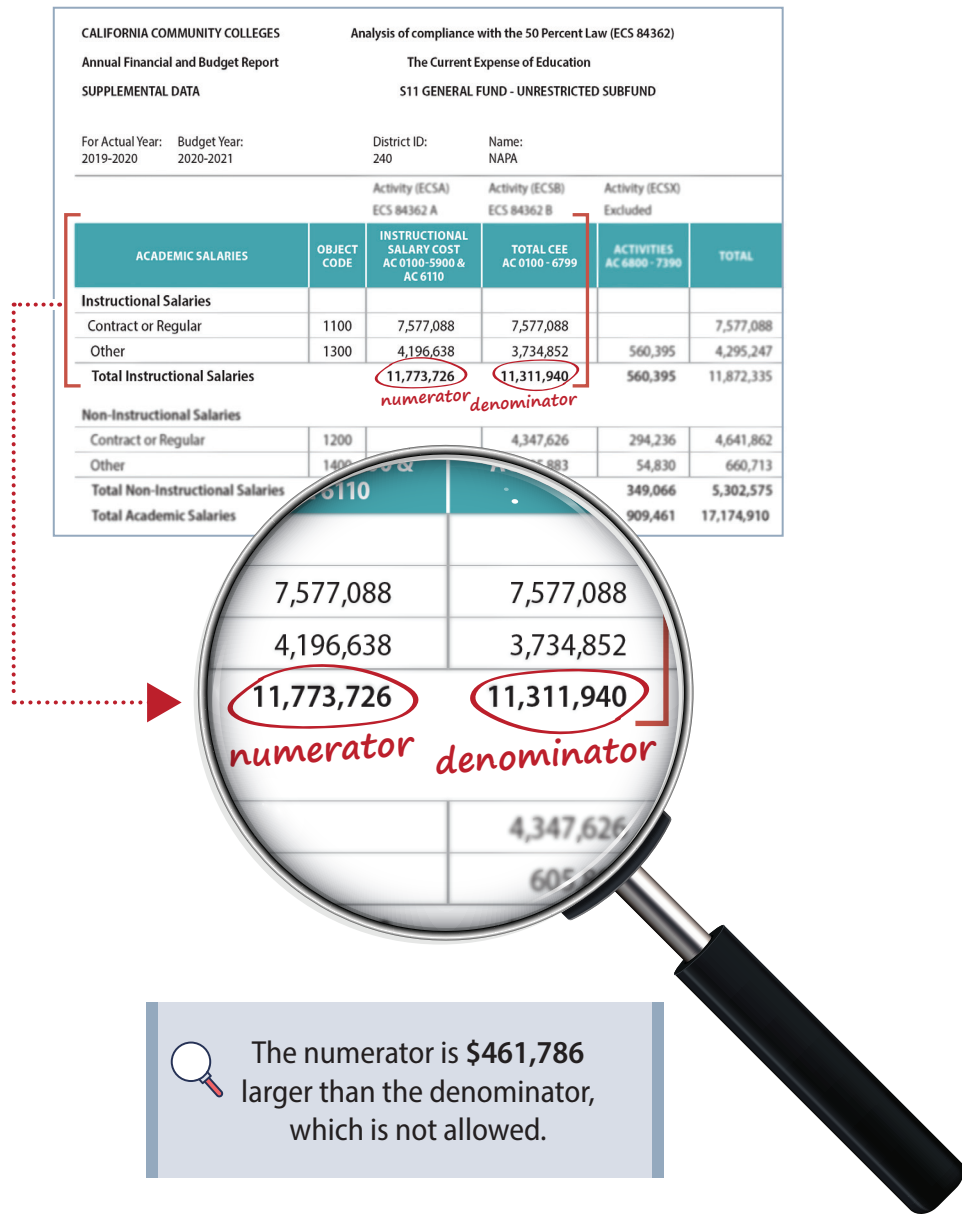 CALIFORNIA COMMUNITY COLLEGES Analysis of compliance with the 50 Percent Law (ECS 84362)
Annual Financial and Budget Report The Current Expense of Education
SUPPLEMENTAL DATA S11 GENERAL FUND - UNRESTRICTED SUBFUND
For Actual Year: Budget Year: District ID: Name:
2019-2020 2020-2021 240 NAPA
Activity (ECSA) Activity (ECSB) Activity (ECSX)
ECS 84362 A ECS 84362 B Excluded
ACADEMIC SALARIES OBJECT CODE INSTRUCTIONAL SALARY COST AC 0100-5900 & AC 6110 TOTAL CEE AC 0100 - 6799 ACTIVITIES AC 6800 - 7390 TOTAL
Instructional Salaries
Contract or Regular 1100 7,577,088 7,577,088 7,577,088
Other 1300 4,196,638 3,734,852 560,395 4,295,247
Total Instructional Salaries 11,773,726 11,311,940 560,395 11,872,335
numerator denominator
Non-Instructional Salaries
Contract or Regular 1200 4,347,626 294,236 4,641,862
Other 883 54,830 660,713
Total Non-Instructional Salaries 349,066 5,302,575
Total Academic Salaries 909,461 17,174,910
6110
7,577,088 7,577,088
4,196,638 3,734,852
11,773,726 11,311,940
numerator denominator
4,347,626
605
The numerator is $461,786
larger than the denominator,
which is not allowed.